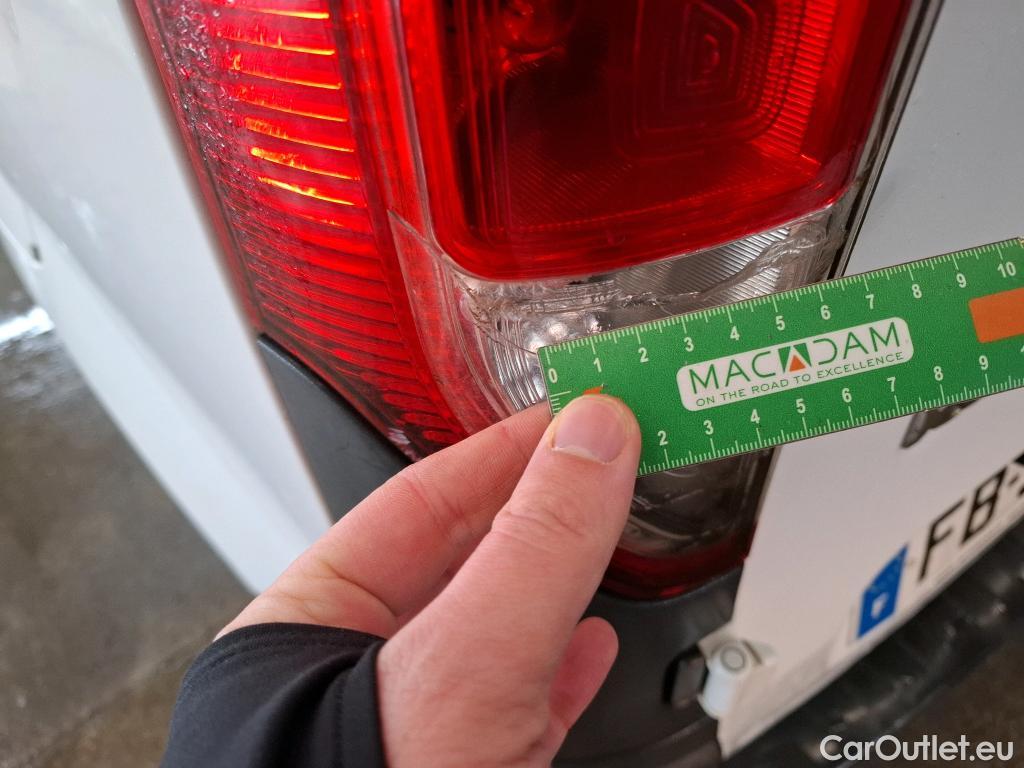 0 1 2 3 4 5 6 7 8 9 10
MACADAM
ON THE ROAD TO EXCELLENCE
2 3 4 5 6 7 8 9
FB-
CarOutlet.eu